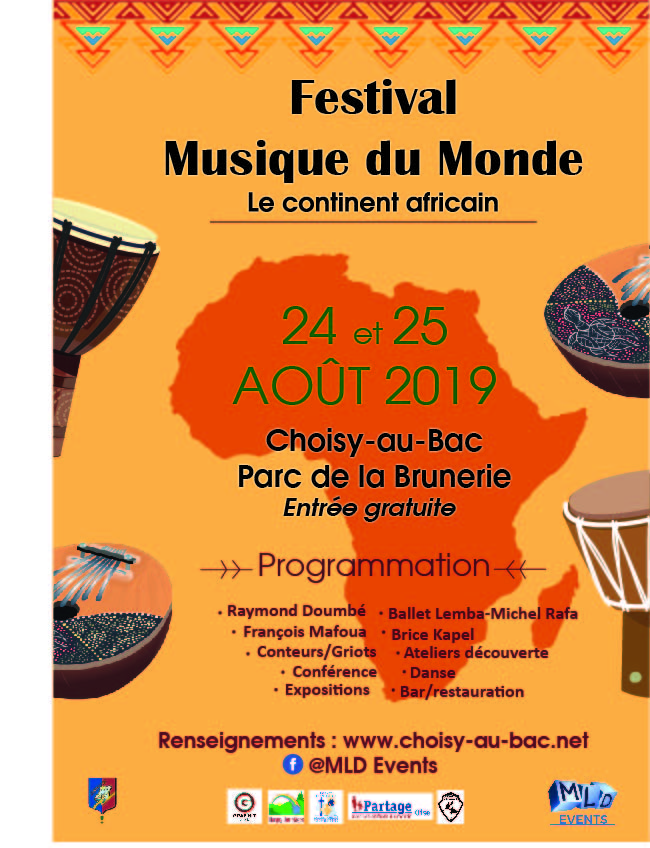 Festival
Musique du Monde
Le continent africain
24 et 25
AOÛT 2019
Choisy-au-Bac
Parc de la Brunerie
Entrée gratuite
Programmation
• Raymond Doumbé
• François Mafoua
• Conteurs/Griots
• Conférence
• Expositions
• Ballet Lemba-Michel Rafa
• Brice Kapel
• Ateliers découverte
• Danse
• Bar/restauration
Renseignements : www.choisy-au-bac.net
@MLD Events
G
Partage
Oise
MLD
EVENTS